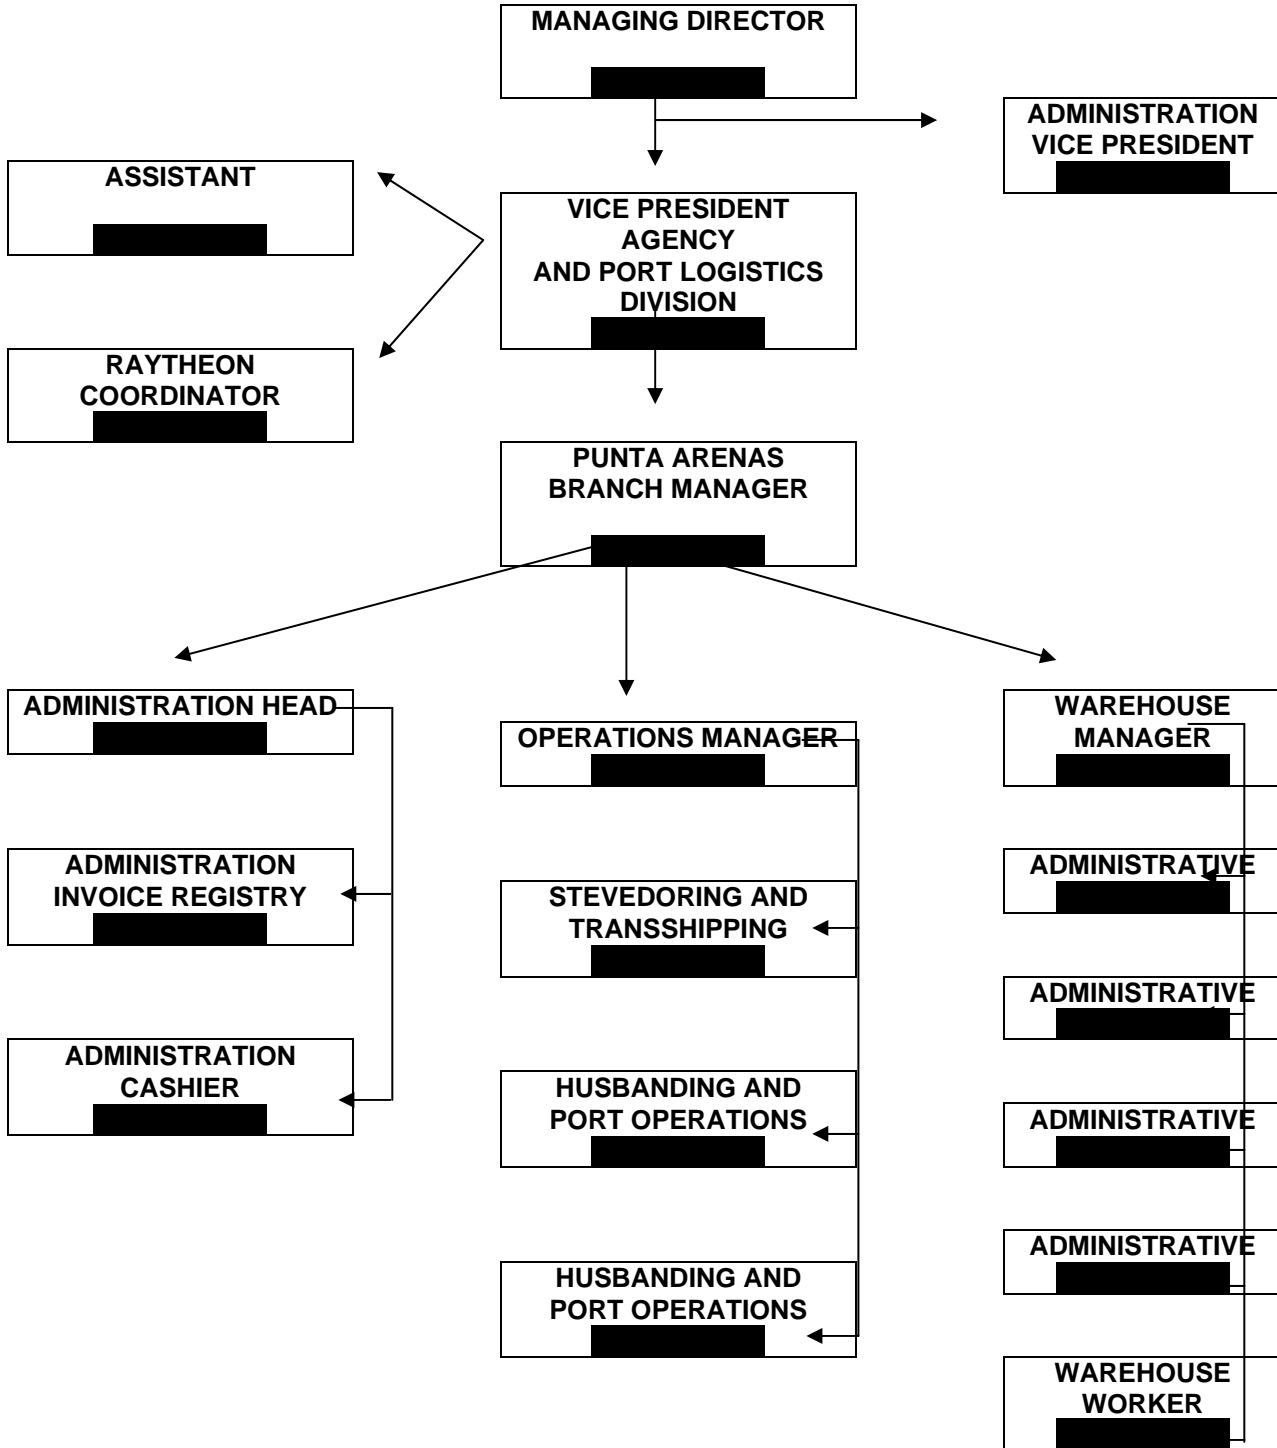 MANAGING DIRECTOR
ADMINISTRATION
VICE PRESIDENT
ASSISTANT
VICE PRESIDENT
AGENCY
AND PORT LOGISTICS
DIVISION
RAYTHEON
COORDINATOR
PUNTA ARENAS
BRANCH MANAGER
ADMINISTRATION HEAD
ADMINISTRATION
INVOICE REGISTRY
ADMINISTRATION
CASHIER
OPERATIONS MANAGER
STEVEDORING AND
TRANSSHIPPING
HUSBANDING AND
PORT OPERATIONS
HUSBANDING AND
PORT OPERATIONS
WAREHOUSE
MANAGER
ADMINISTRATIVE
ADMINISTRATIVE
ADMINISTRATIVE
ADMINISTRATIVE
WAREHOUSE
WORKER